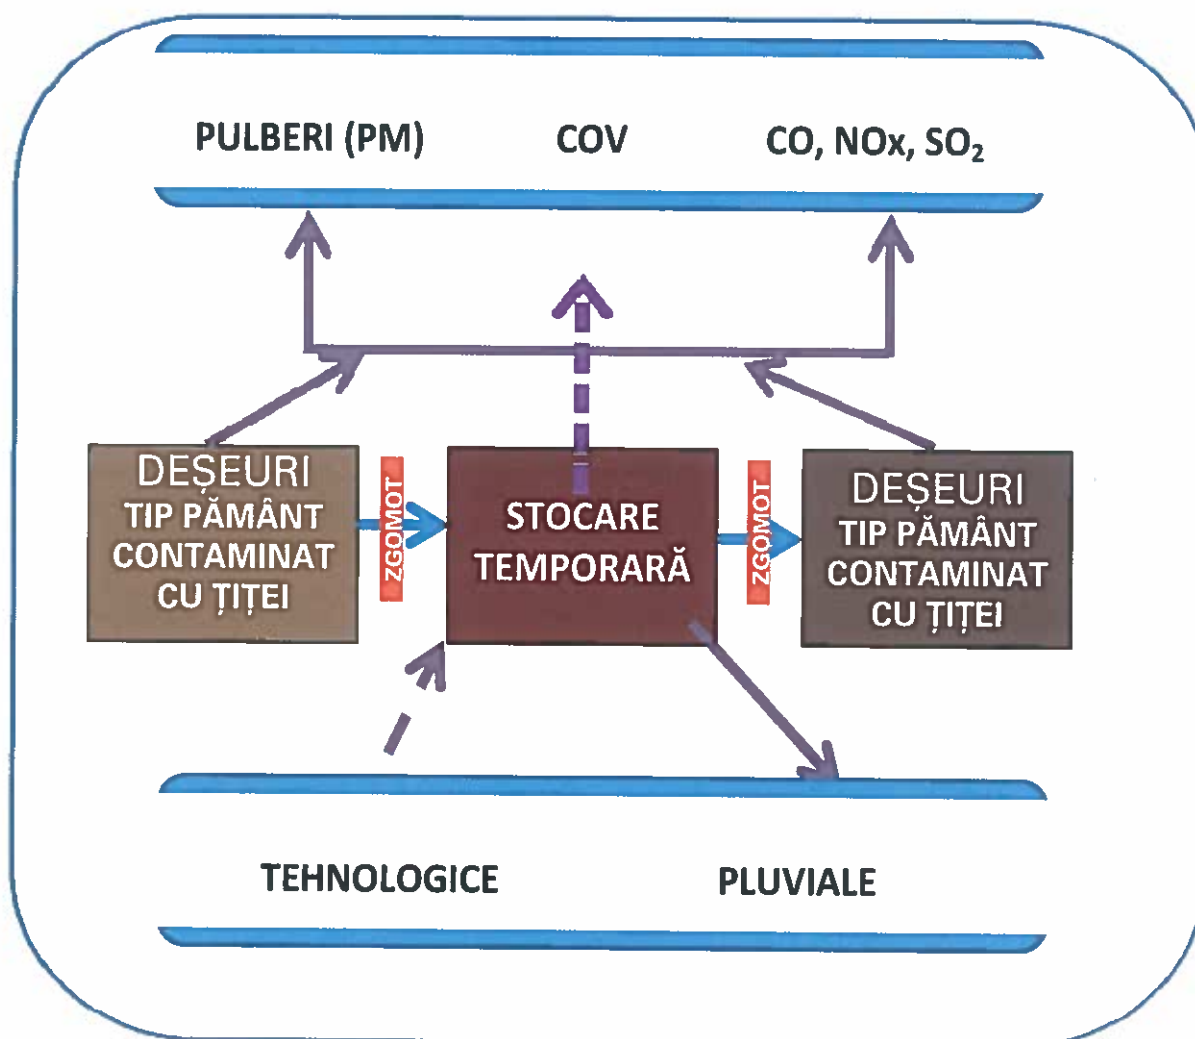 PULBERI (PM) COV CO, NOx, SO₂
DEȘEURI
TIP PĂMÂNT
CONTAMINAT
CU ȚIȚEI
ZGOMOT
STOCARE
TEMPORARĂ
ZGOMOT
DEȘEURI
TIP PĂMÂNT
CONTAMINAT
CU ȚIȚEI
TEHNOLOGICE PLUVIALE